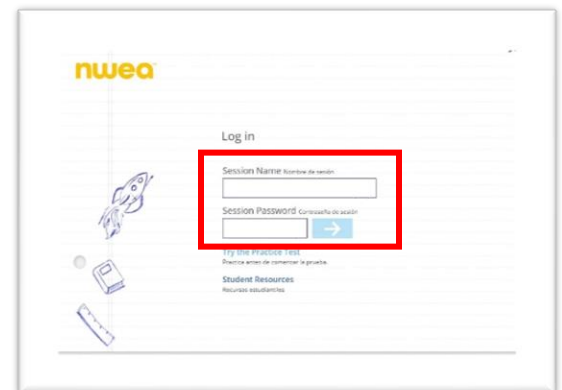 nwea
Log in
Session Name Nombre de sesión
Session Password Contraseña de sesión
Try the Practice Test
Practica antes de comenzar la prueba.
Student Resources
Recursos estudiantiles